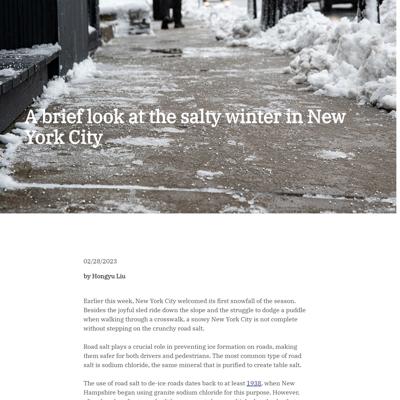 A brief look at the salty winter in New
York City
02/28/2023
by Hongyu Liu
Earlier this week, New York City welcomed its first snowfall of the season.
Besides the joyful sled ride down the slope and the struggle to dodge a puddle
when walking through a crosswalk, a snowy New York City is not complete
without stepping on the crunchy road salt.
Road salt plays a crucial role in preventing ice formation on roads, making
them safer for both drivers and pedestrians. The most common type of road
salt is sodium chloride, the same mineral that is purified to create table salt.
The use of road salt to de-ice roads dates back to at least 1938, when New
Hampshire began using granite sodium chloride for this purpose. However,